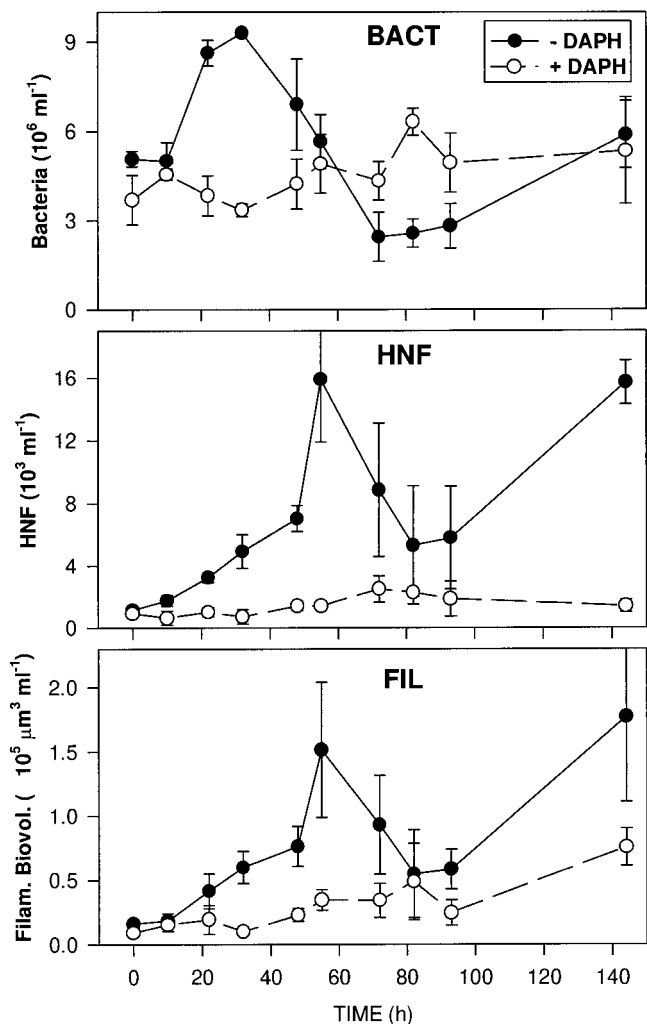 BACT
- DAPH
+ DAPH
9
6
3
0
Bacteria (10⁶ ml⁻¹)
HNF
16
12
8
4
0
HNF (10³ ml⁻¹)
FIL
2.0
1.5
1.0
0.5
0.0
Filam. Biovol. ( 10⁵ μm³ ml⁻¹)
0 20 40 60 80 100 120 140
TIME (h)